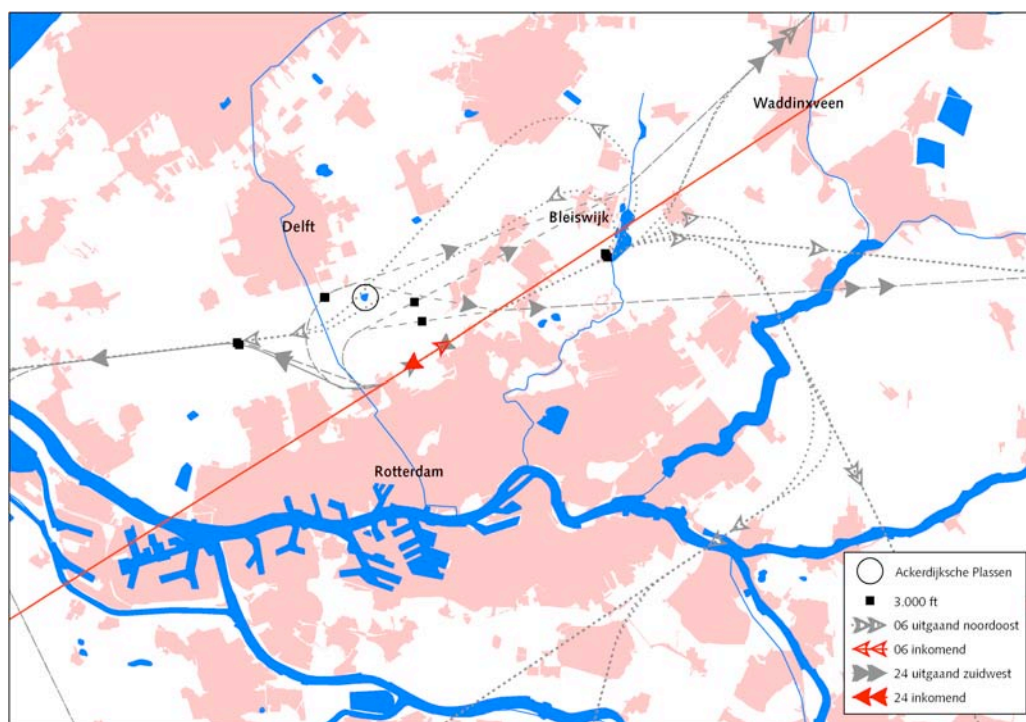 Waddinxveen
Bleiswijk
Delft
Rotterdam
Ackerdijksche Plassen
3.000 ft
06 uitgaand noordoost
06 inkomend
24 uitgaand zuidwest
24 inkomend